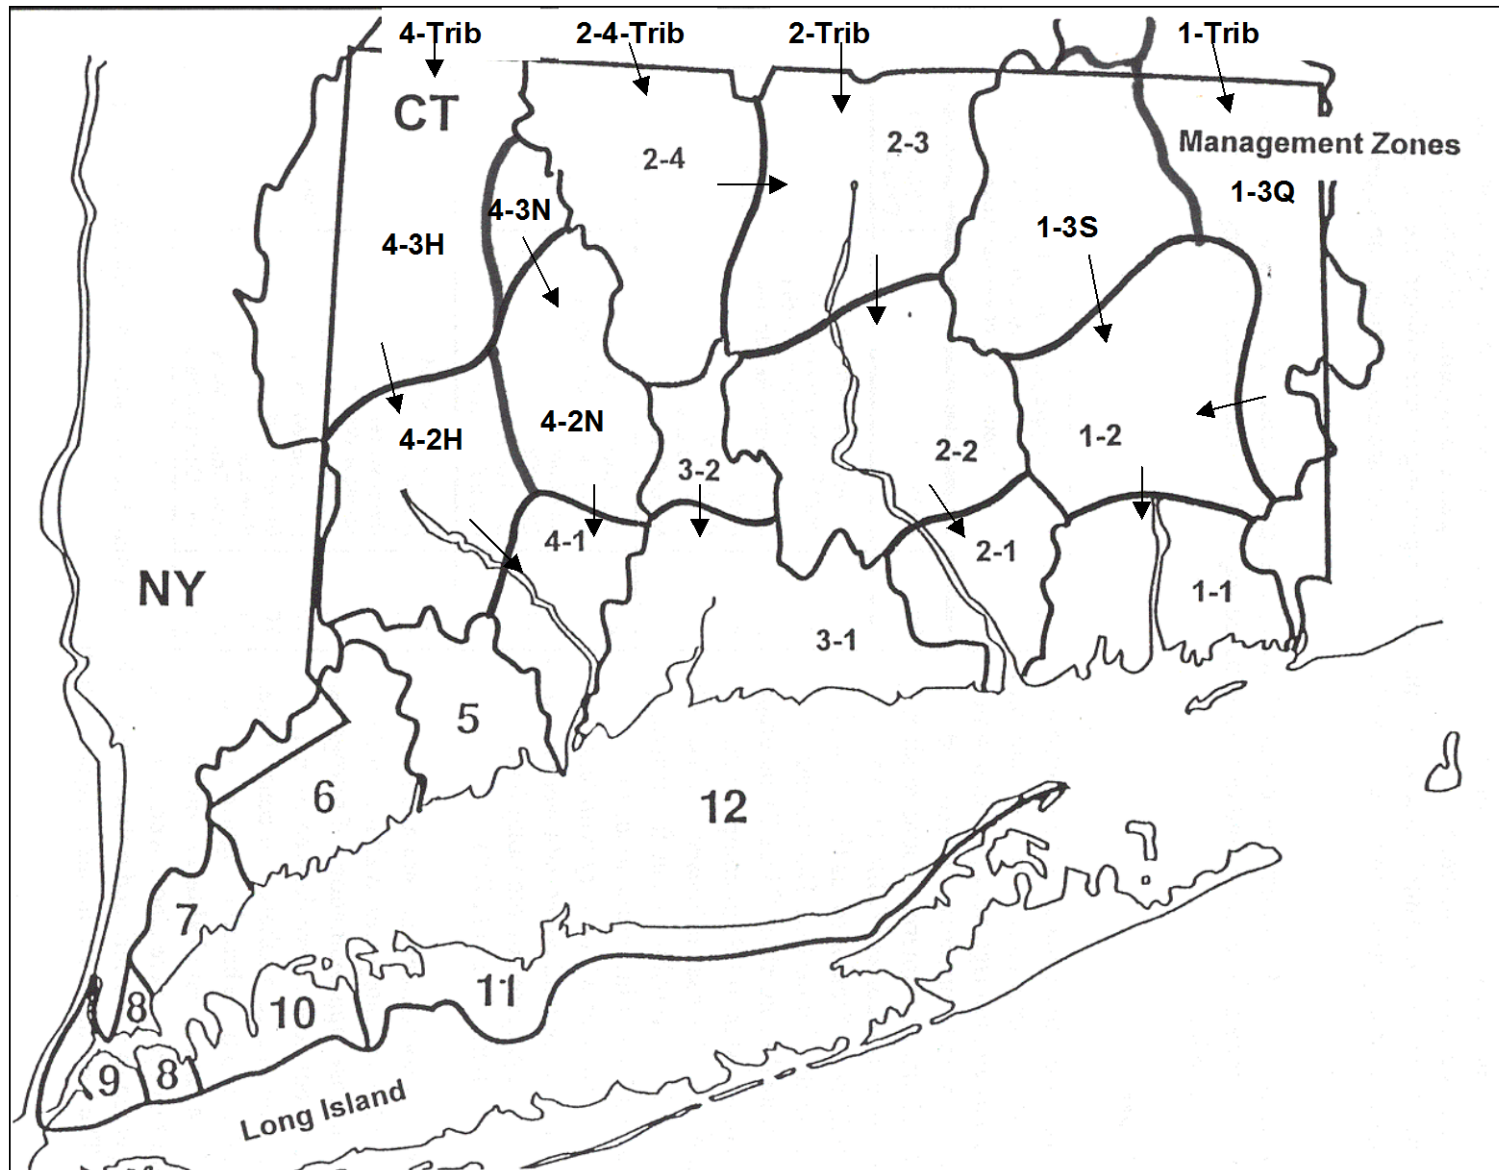 4-Trib
2-4-Trib
2-Trib
1-Trib
CT
Management Zones
2-4
2-3
1-3Q
4-3N
4-3H
1-3S
4-2H
4-2N
3-2
2-2
1-2
4-1
2-1
1-1
NY
3-1
5
6
12
7
8
10
11
9
8
Long Island